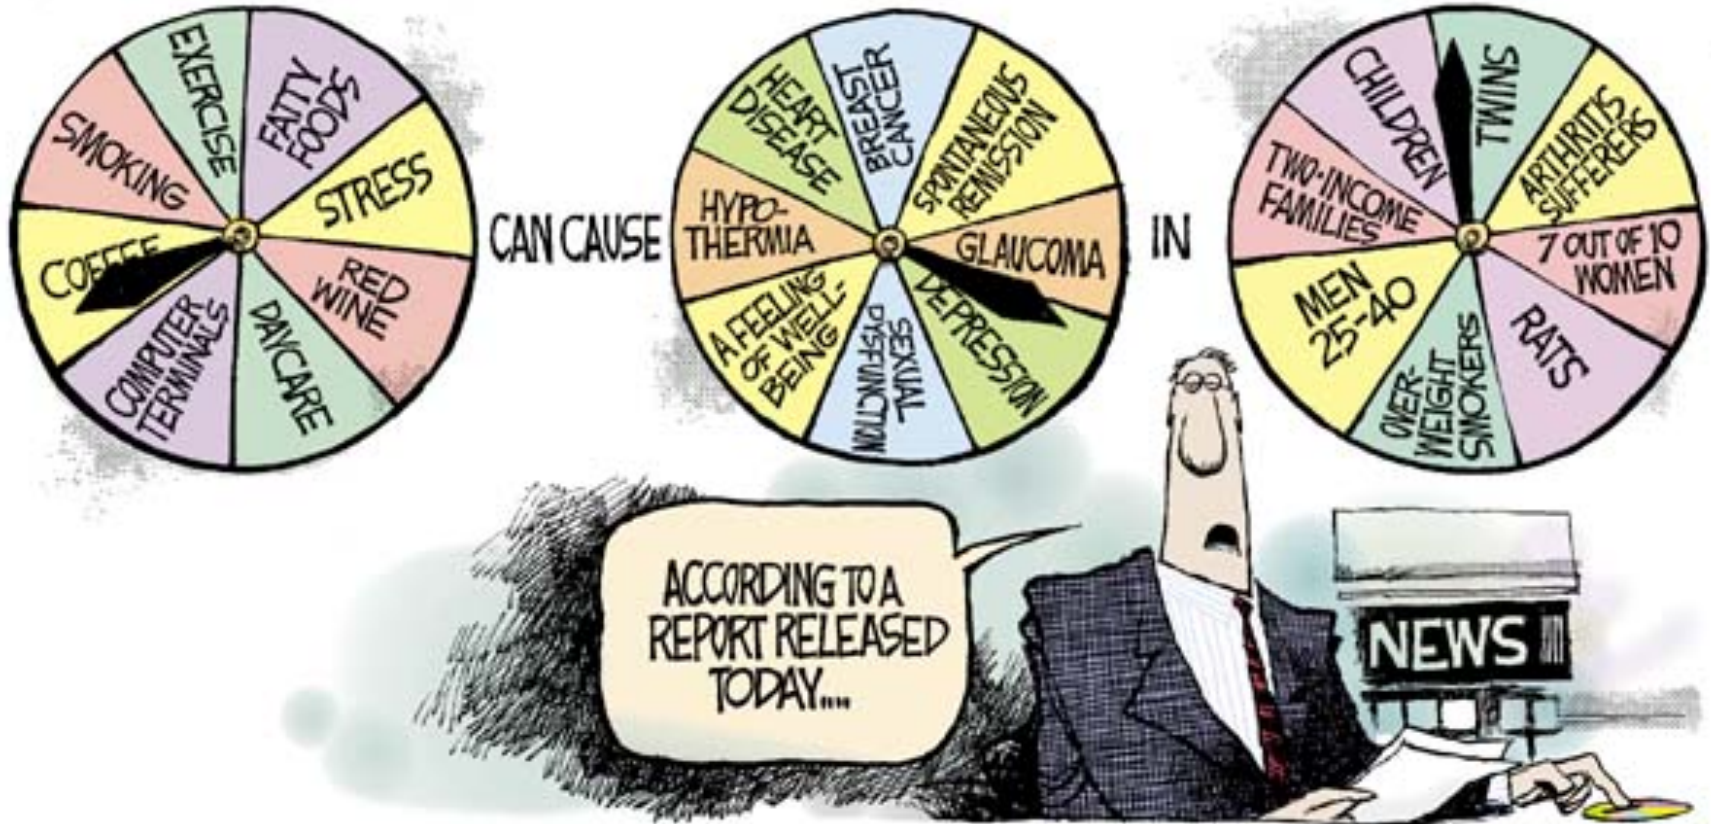 EXERCISE
FATTY
FOODS
STRESS
RED
WINE
DAYCARE
COMPUTER
TERMINALS
COFFEE
SMOKING
CAN CAUSE
BREAST
CANCER
SPONTANEOUS
REMISSION
GLAUCOMA
DEPRESSION
SEXUAL
DYSFUNCTION
A FEELING
OF WELL-
BEING
HYPO-
THERMIA
HEART
DISEASE
IN
TWINS
ARTHRITIS
SUFFERERS
7 OUT OF 10
WOMEN
RATS
OVER-
WEIGHT
SMOKERS
MEN
25-40
TWO-INCOME
FAMILIES
CHILDREN
ACCORDING TO A
REPORT RELEASED
TODAY....
NEWS